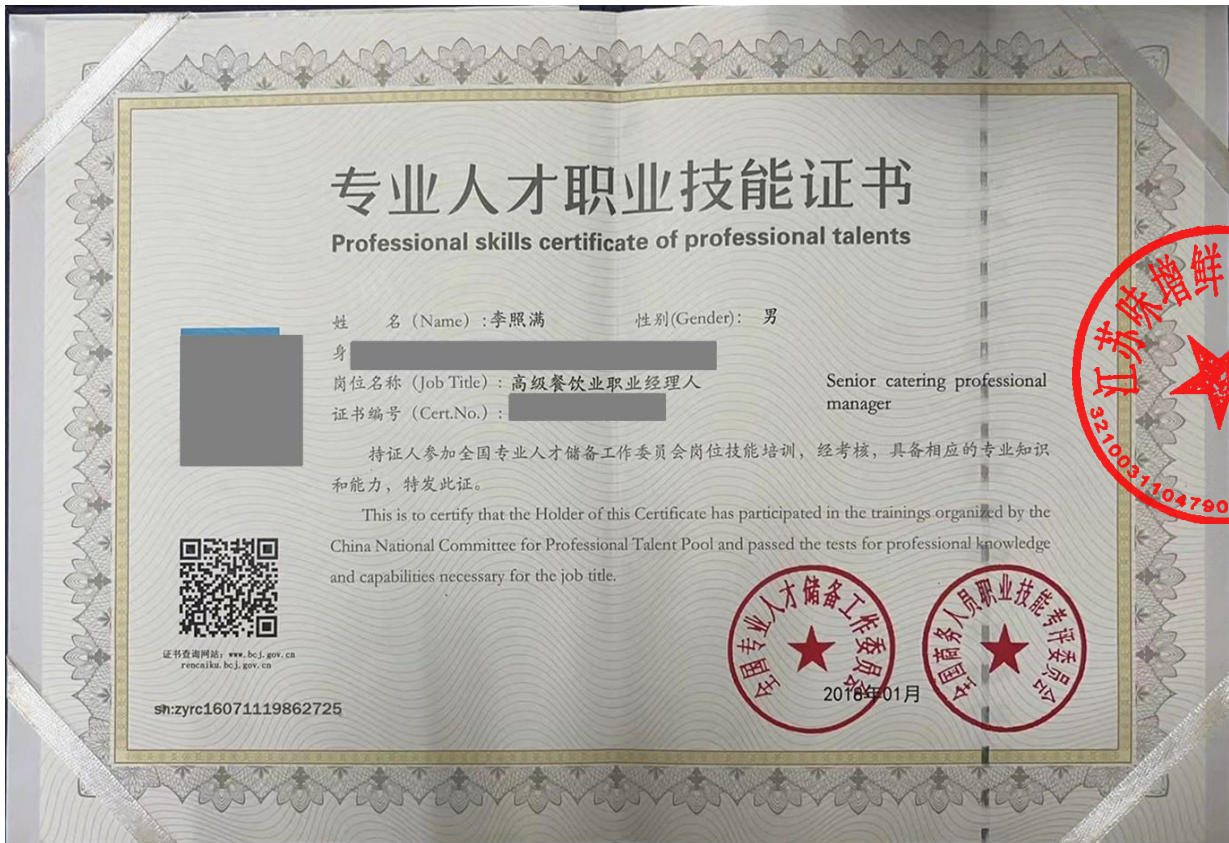 专业人才职业技能证书
Professional skills certificate of professional talents
姓 名 (Name) :李照满 性别(Gender): 男
身
岗位名称 (Job Title) : 高级餐饮业职业经理人 Senior catering professional
manager
证书编号 (Cert.No.) :
持证人参加全国专业人才储备工作委员会岗位技能培训，经考核，具备相应的专业知识
和能力，特发此证。
This is to certify that the Holder of this Certificate has participated in the trainings organized by the
China National Committee for Professional Talent Pool and passed the tests for professional knowledge
and capabilities necessary for the job title.
证书查询网站: www.bcj.gov.cn
rencaiku.bcj.gov.cn
sn:zyrc16071119862725
全国专业人才储备工作委员会
全国商务人员职业技能考评委员会
2016年01月
江苏味增鲜
3210031104790